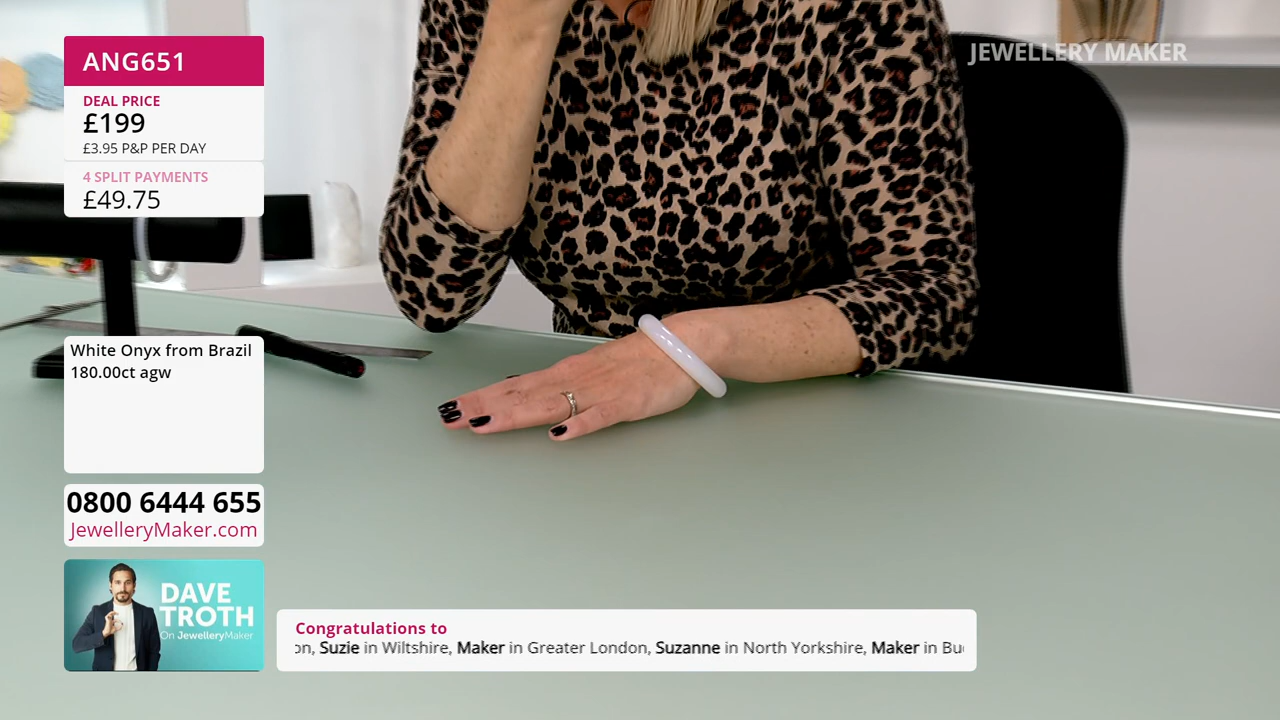 ANG651
DEAL PRICE
£199
£3.95 P&P PER DAY
4 SPLIT PAYMENTS
£49.75
JEWELLERY MAKER
White Onyx from Brazil
180.00ct agw
0800 6444 655
JewelleryMaker.com
DAVE
TROTH
On JewelleryMaker
Congratulations to
on, Suzie in Wiltshire, Maker in Greater London, Suzanne in North Yorkshire, Maker in Bu